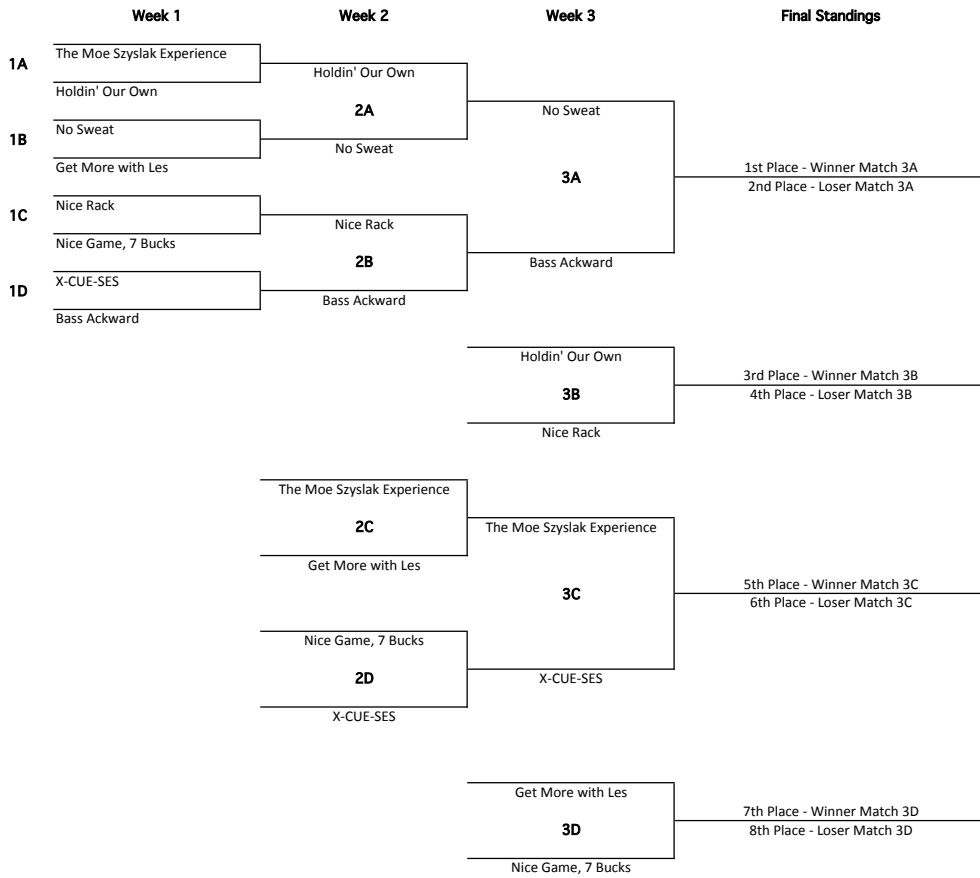 Week 1 Week 2 Week 3 Final Standings
1A The Moe Szyslak Experience
Holdin' Our Own
Holdin' Our Own
2A
No Sweat
1B No Sweat
Get More with Les
No Sweat
3A
Bass Ackward
1st Place - Winner Match 3A
2nd Place - Loser Match 3A
1C Nice Rack
Nice Game, 7 Bucks
Nice Rack
2B
Bass Ackward
1D X-CUE-SES
Bass Ackward
Holdin' Our Own
3B
Nice Rack
3rd Place - Winner Match 3B
4th Place - Loser Match 3B
The Moe Szyslak Experience
2C
Get More with Les
The Moe Szyslak Experience
3C
X-CUE-SES
5th Place - Winner Match 3C
6th Place - Loser Match 3C
Nice Game, 7 Bucks
2D
X-CUE-SES
Get More with Les
3D
Nice Game, 7 Bucks
7th Place - Winner Match 3D
8th Place - Loser Match 3D